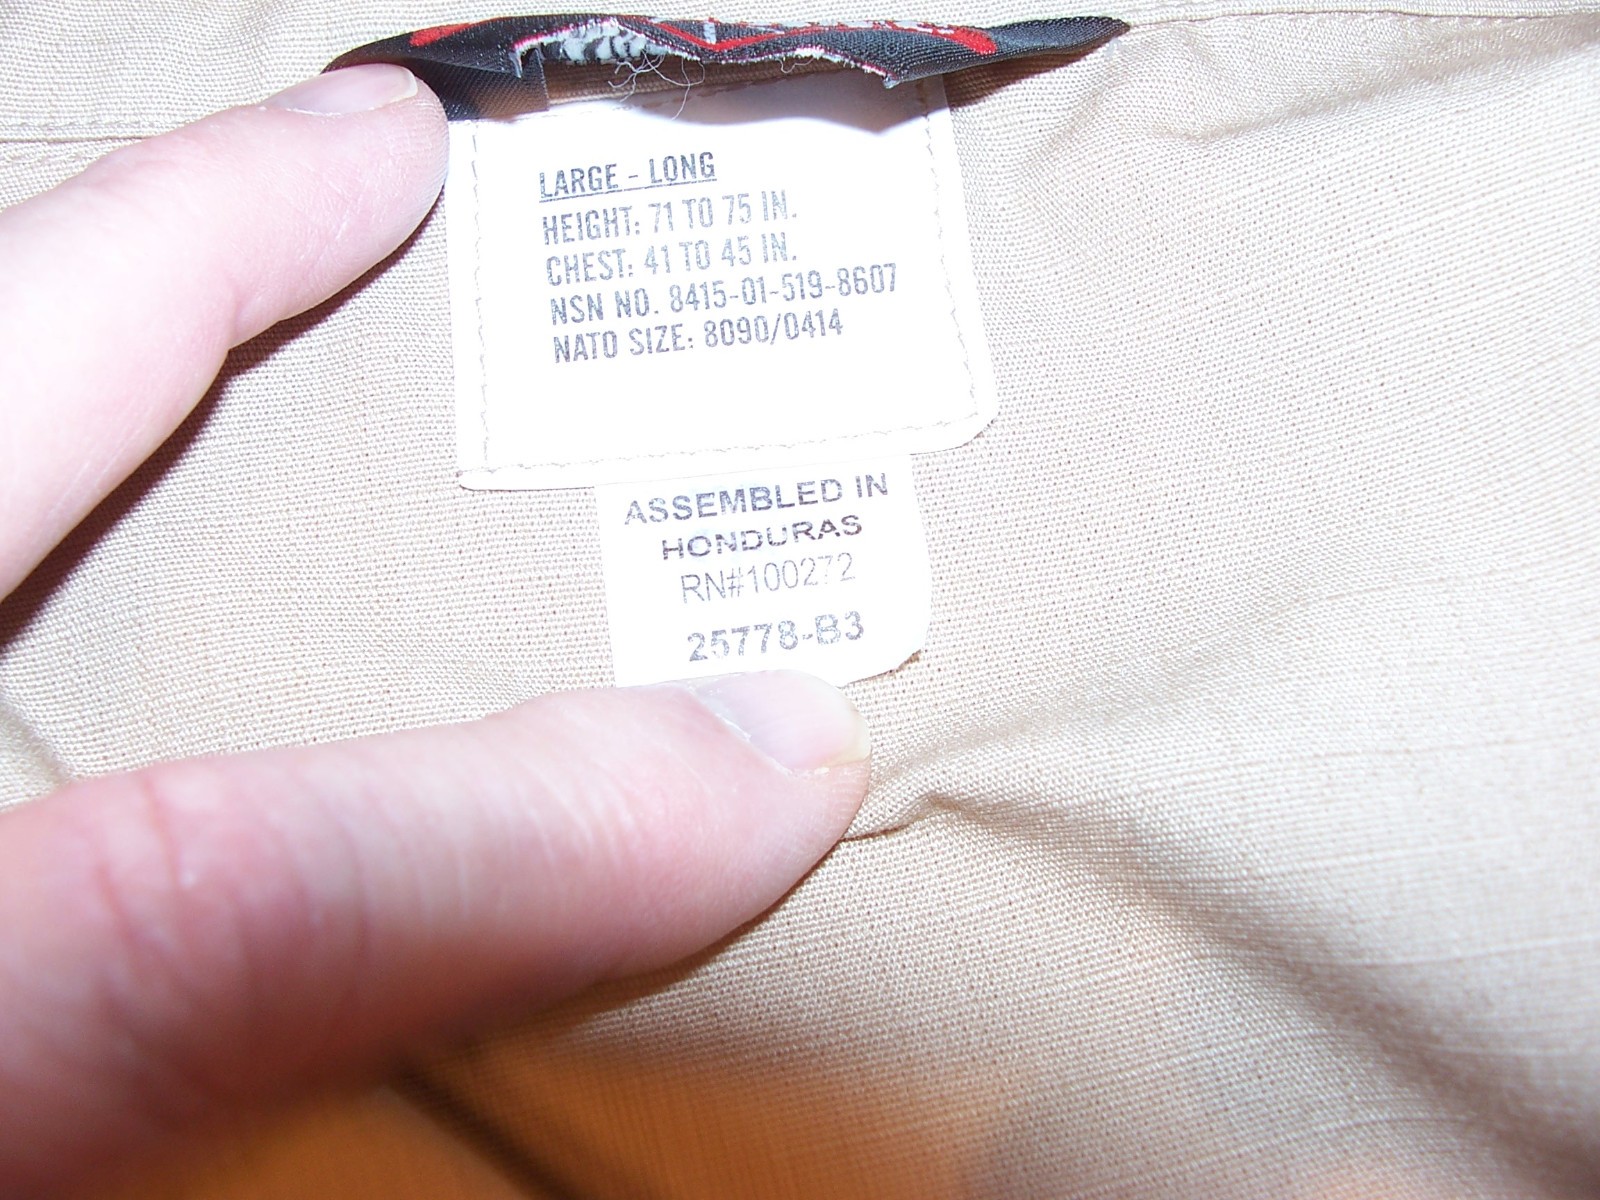 LARGE - LONG
HEIGHT: 71 TO 75 IN.
CHEST: 41 TO 45 IN.
NSN NO. 8415-01-519-8607
NATO SIZE: 8090/0414
ASSEMBLED IN
HONDURAS
RN#100272
25778-B3